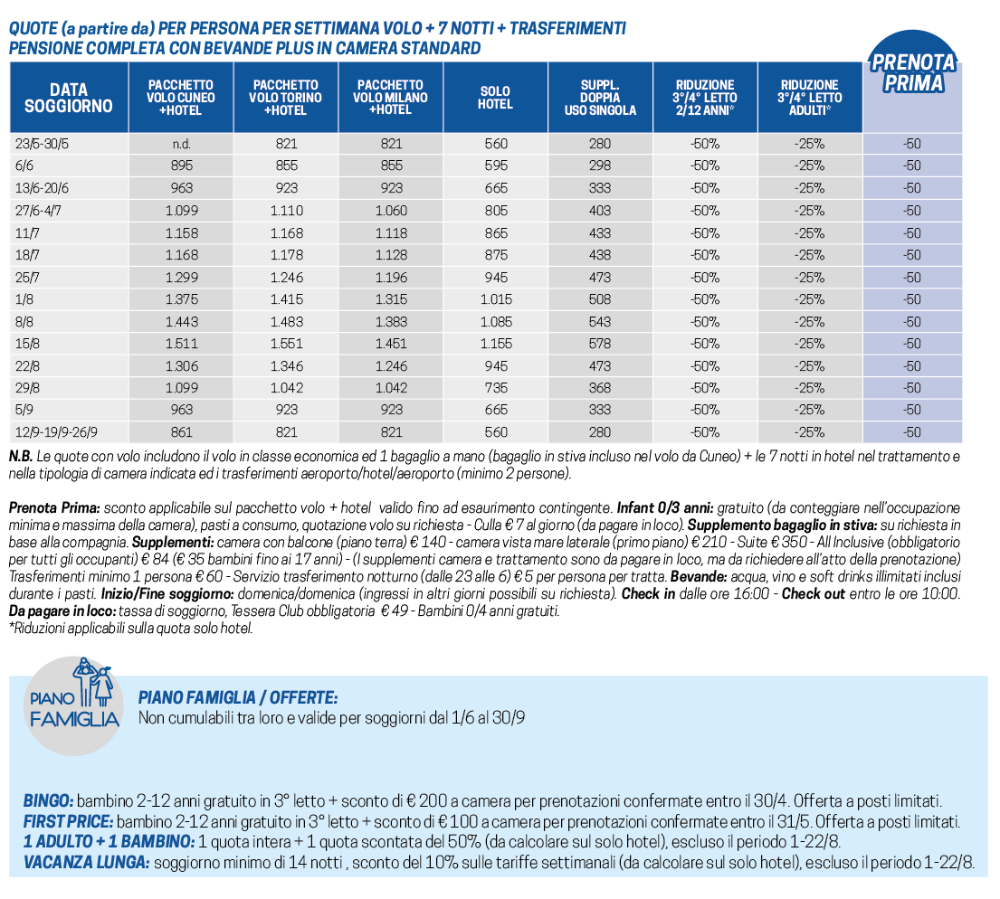 QUOTE (a partire da) PER PERSONA PER SETTIMANA VOLO + 7 NOTTI + TRASFERIMENTI
PENSIONE COMPLETA CON BEVANDE PLUS IN CAMERA STANDARD
DATA SOGGIORNO PACCHETTO VOLO CUNEO +HOTEL PACCHETTO VOLO TORINO +HOTEL PACCHETTO VOLO MILANO +HOTEL SOLO HOTEL SUPPL. DOPPIA USO SINGOLA RIDUZIONE 3°/4° LETTO 2/12 ANNI* RIDUZIONE 3°/4° LETTO ADULTI* PRENOTA PRIMA
23/5-30/5 n.d. 821 821 560 280 -50% -25% -50
6/6 895 855 855 595 298 -50% -25% -50
13/6-20/6 963 923 923 665 333 -50% -25% -50
27/6-4/7 1.099 1.110 1.060 805 403 -50% -25% -50
11/7 1.158 1.168 1.118 865 433 -50% -25% -50
18/7 1.168 1.178 1.128 875 438 -50% -25% -50
25/7 1.299 1.246 1.196 945 473 -50% -25% -50
1/8 1.375 1.415 1.315 1.015 508 -50% -25% -50
8/8 1.443 1.483 1.383 1.085 543 -50% -25% -50
15/8 1.511 1.551 1.451 1.155 578 -50% -25% -50
22/8 1.306 1.346 1.246 945 473 -50% -25% -50
29/8 1.099 1.042 1.042 735 368 -50% -25% -50
5/9 963 923 923 665 333 -50% -25% -50
12/9-19/9-26/9 861 821 821 560 280 -50% -25% -50
N.B. Le quote con volo includono il volo in classe economica ed 1 bagaglio a mano (bagaglio in stiva incluso nel volo da Cuneo) + le 7 notti in hotel nel trattamento e
nella tipologia di camera indicata ed i trasferimenti aeroporto/hotel/aeroporto (minimo 2 persone).
Prenota Prima: sconto applicabile sul pacchetto volo + hotel valido fino ad esaurimento contingente. Infant 0/3 anni: gratuito (da conteggiare nell'occupazione
minima e massima della camera), pasti a consumo, quotazione volo su richiesta - Culla € 7 al giorno (da pagare in loco). Supplemento bagaglio in stiva: su richiesta in
base alla compagnia. Supplementi: camera con balcone (piano terra) € 140 - camera vista mare laterale (primo piano) € 210 - Suite € 350 - All Inclusive (obbligatorio
per tutti gli occupanti) € 84 (€ 35 bambini fino ai 17 anni) - (I supplementi camera e trattamento sono da pagare in loco, ma da richiedere all'atto della prenotazione)
Trasferimenti minimo 1 persona € 60 - Servizio trasferimento notturno (dalle 23 alle 6) € 5 per persona per tratta. Bevande: acqua, vino e soft drinks illimitati inclusi
durante i pasti. Inizio/Fine soggiorno: domenica/domenica (ingressi in altri giorni possibili su richiesta). Check in dalle ore 16:00 - Check out entro le ore 10:00.
Da pagare in loco: tassa di soggiorno, Tessera Club obbligatoria € 49 - Bambini 0/4 anni gratuiti.
*Riduzioni applicabili sulla quota solo hotel.
PIANO
FAMIGLIA
PIANO FAMIGLIA / OFFERTE:
Non cumulabili tra loro e valide per soggiorni dal 1/6 al 30/9
BINGO: bambino 2-12 anni gratuito in 3° letto + sconto di € 200 a camera per prenotazioni confermate entro il 30/4. Offerta a posti limitati.
FIRST PRICE: bambino 2-12 anni gratuito in 3° letto + sconto di € 100 a camera per prenotazioni confermate entro il 31/5. Offerta a posti limitati.
1 ADULTO + 1 BAMBINO: 1 quota intera + 1 quota scontata del 50% (da calcolare sul solo hotel), escluso il periodo 1-22/8.
VACANZA LUNGA: soggiorno minimo di 14 notti , sconto del 10% sulle tariffe settimanali (da calcolare sul solo hotel), escluso il periodo 1-22/8.